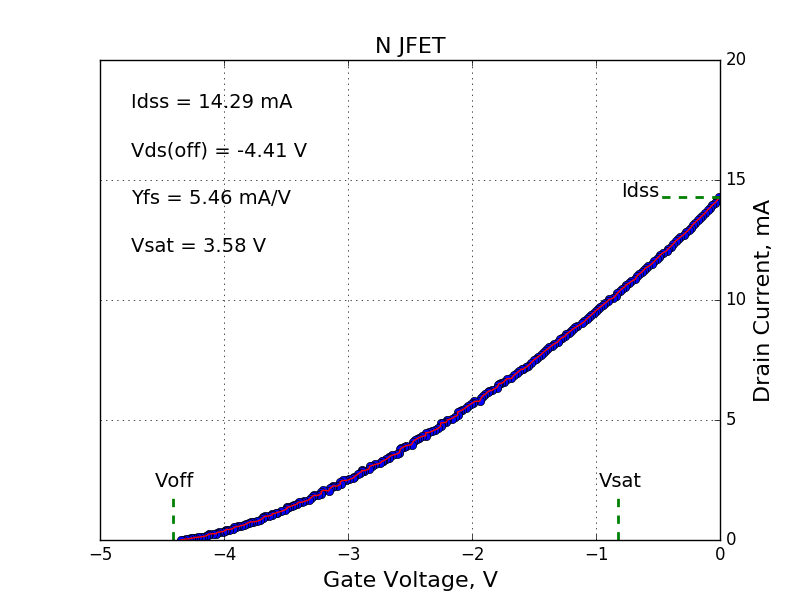 N JFET
Idss = 14.29 mA
Vds(off) = -4.41 V
Yfs = 5.46 mA/V
Vsat = 3.58 V
Idss
Voff
Vsat
20
15
10
5
0
Drain Current, mA
−5 −4 −3 −2 −1 0
Gate Voltage, V